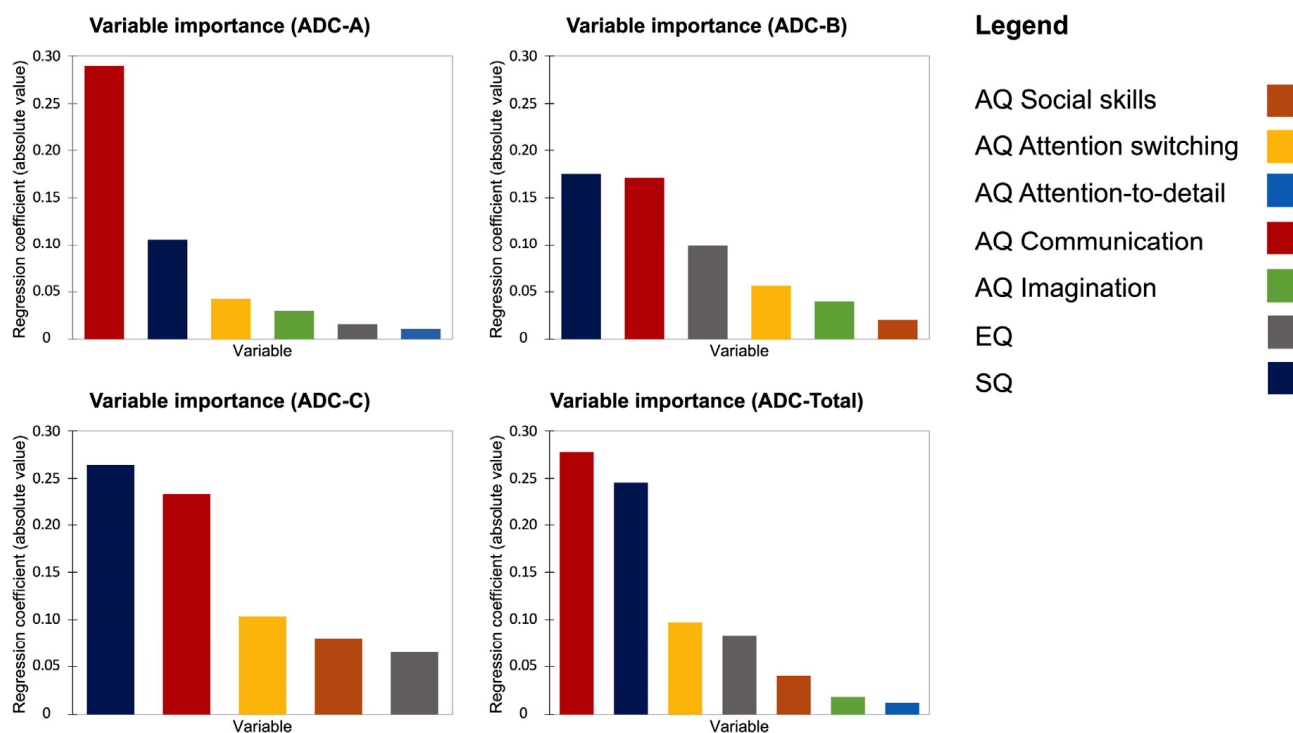 Variable importance (ADC-A)
Regression coefficient (absolute value)
0.30
0.25
0.20
0.15
0.10
0.05
0
Variable
Variable importance (ADC-B)
Regression coefficient (absolute value)
0.30
0.25
0.20
0.15
0.10
0.05
0
Variable
Legend
AQ Social skills
AQ Attention switching
AQ Attention-to-detail
AQ Communication
AQ Imagination
EQ
SQ
Variable importance (ADC-C)
Regression coefficient (absolute value)
0.30
0.25
0.20
0.15
0.10
0.05
0
Variable
Variable importance (ADC-Total)
Regression coefficient (absolute value)
0.30
0.25
0.20
0.15
0.10
0.05
0
Variable